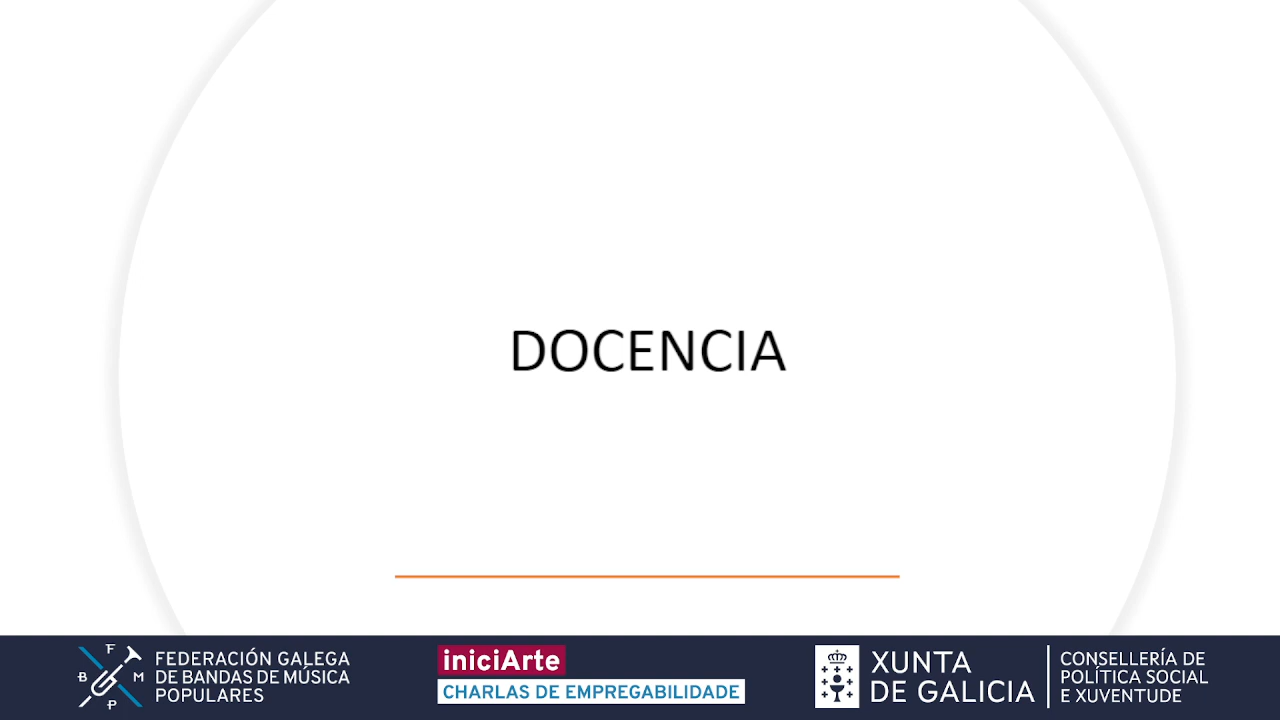 DOCENCIA
F
B M
P
FEDERACIÓN GALEGA
DE BANDAS DE MÚSICA
POPULARES
iniciArte
CHARLAS DE EMPREGABILIDADE
XUNTA
DE GALICIA
CONSELLERÍA DE
POLÍTICA SOCIAL
E XUVENTUDE